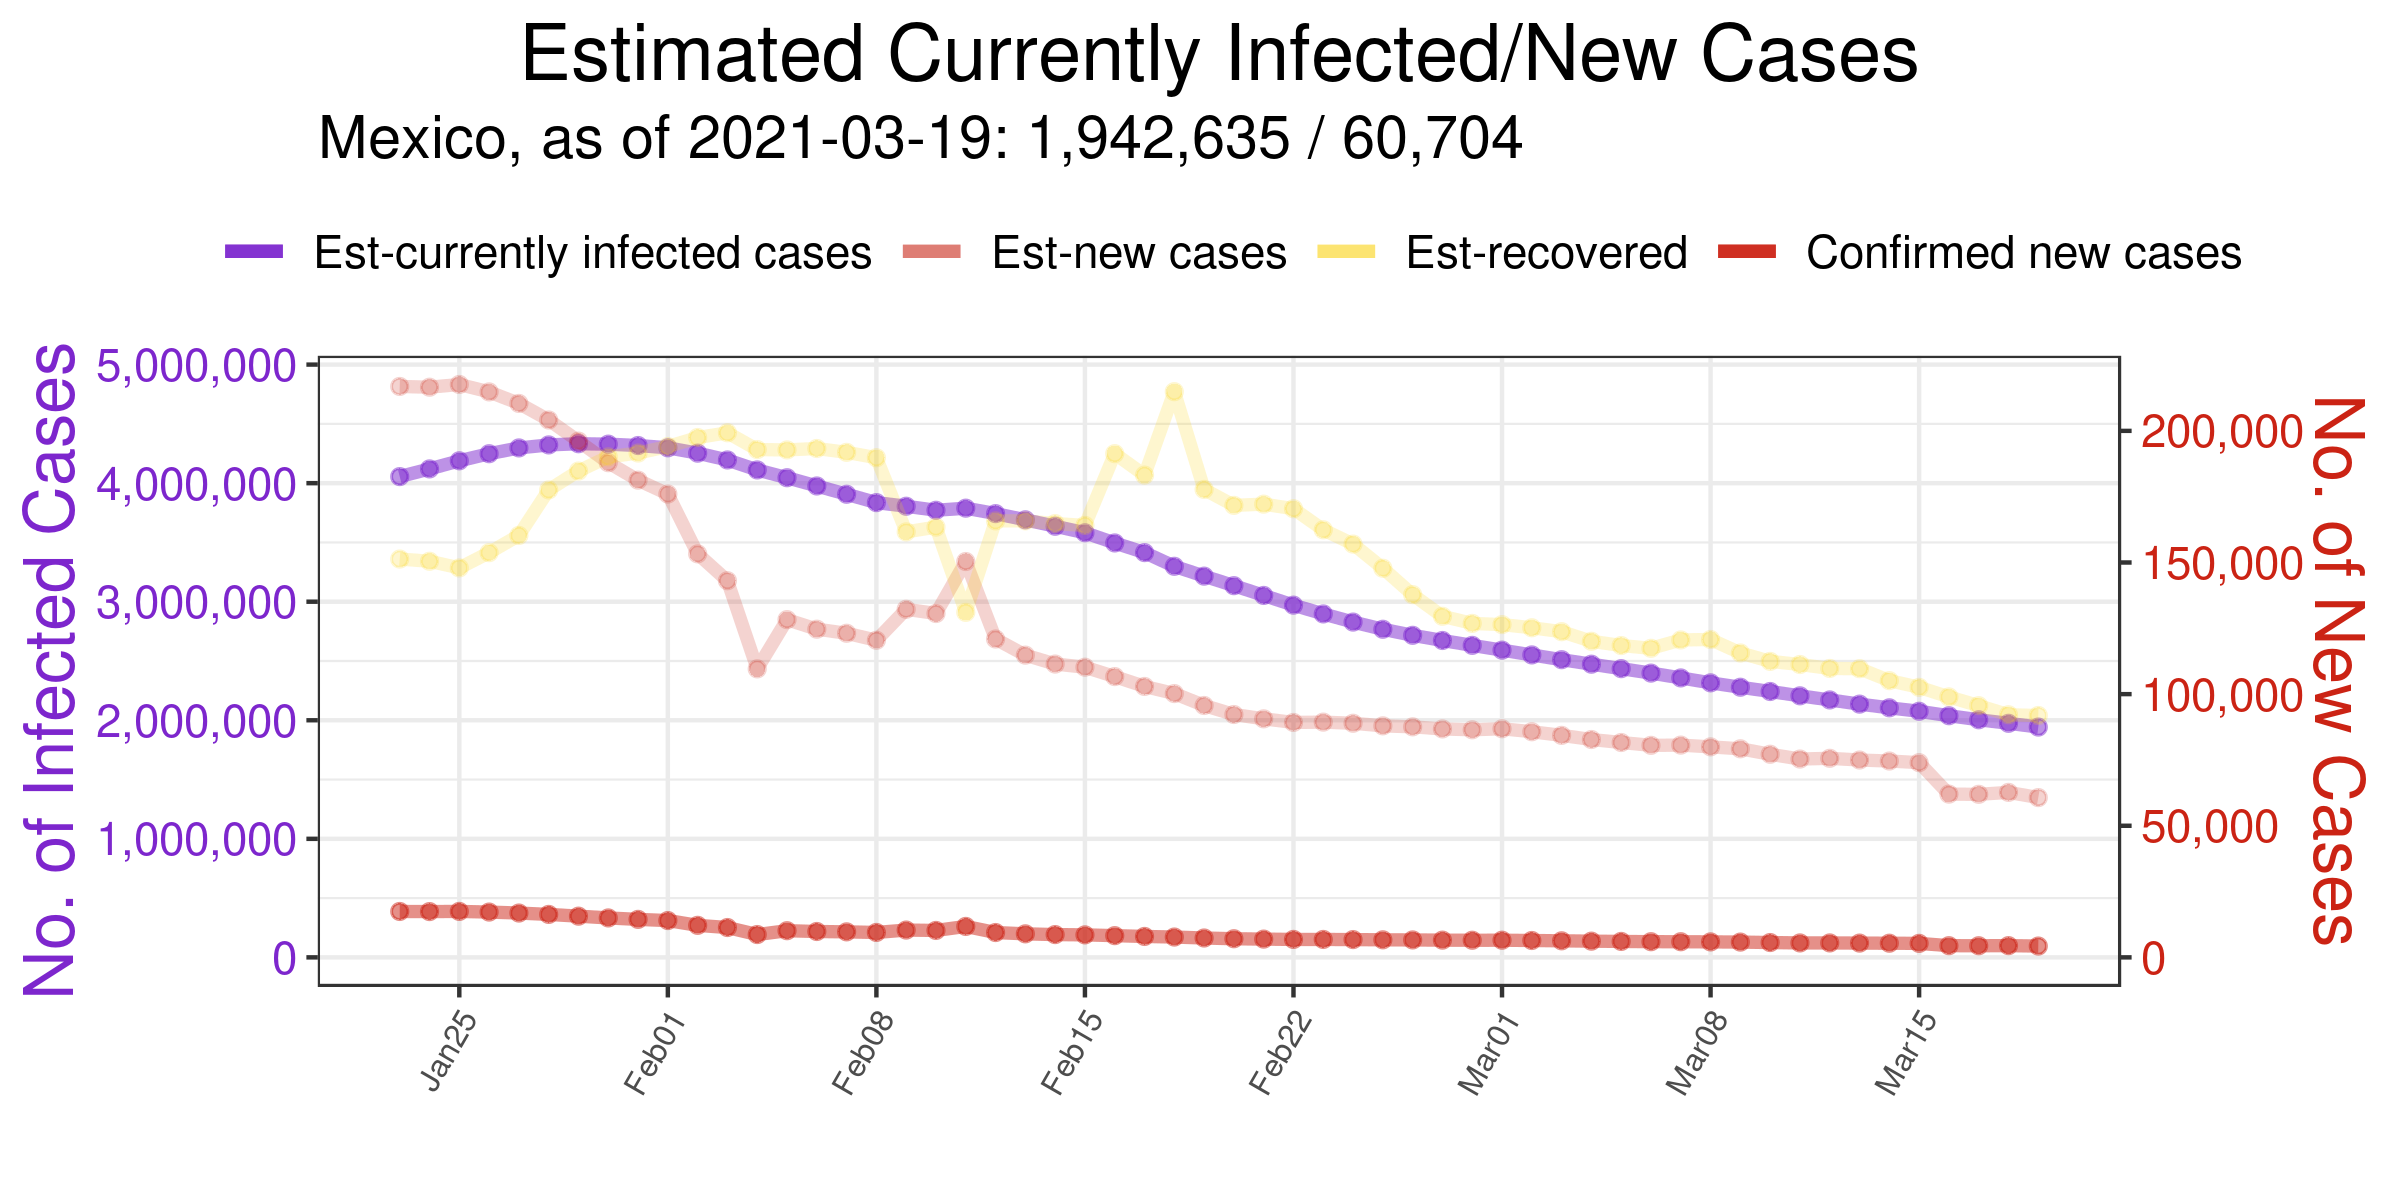 Estimated Currently Infected/New Cases
Mexico, as of 2021-03-19: 1,942,635 / 60,704
Est-currently infected cases Est-new cases Est-recovered Confirmed new cases
No. of Infected Cases
5,000,000
4,000,000
3,000,000
2,000,000
1,000,000
0
200,000
150,000
100,000
50,000
0
No. of New Cases
Jan25 Feb01 Feb08 Feb15 Feb22 Mar01 Mar08 Mar15